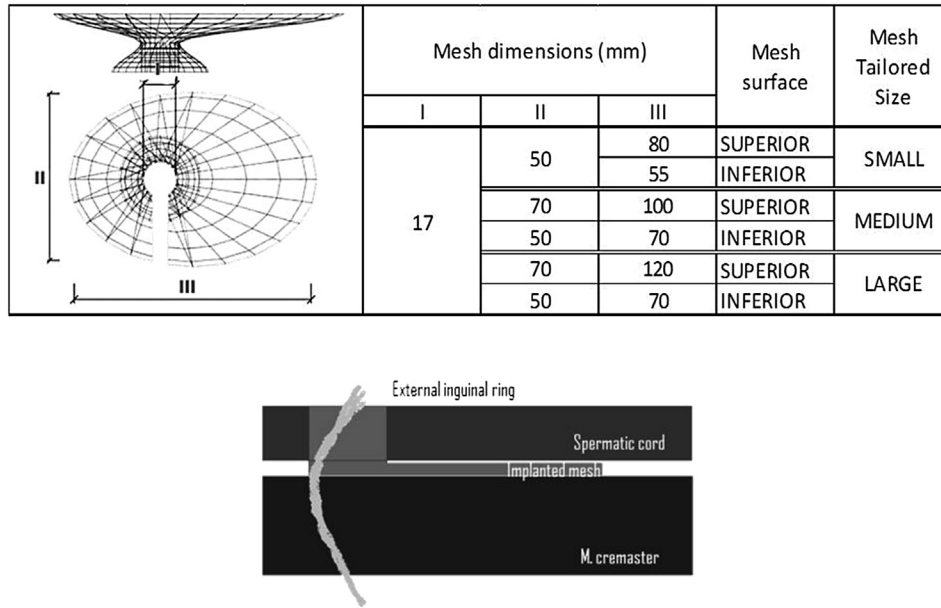 Mesh dimensions (mm)
Mesh
surface
Mesh
Tailored
Size
I
II
III
I
II
III
17
50
80
SUPERIOR
SMALL
55
INFERIOR
70
100
SUPERIOR
MEDIUM
50
70
INFERIOR
70
120
SUPERIOR
LARGE
50
70
INFERIOR
External inguinal ring
Spermatic cord
Implanted mesh
M. cremaster